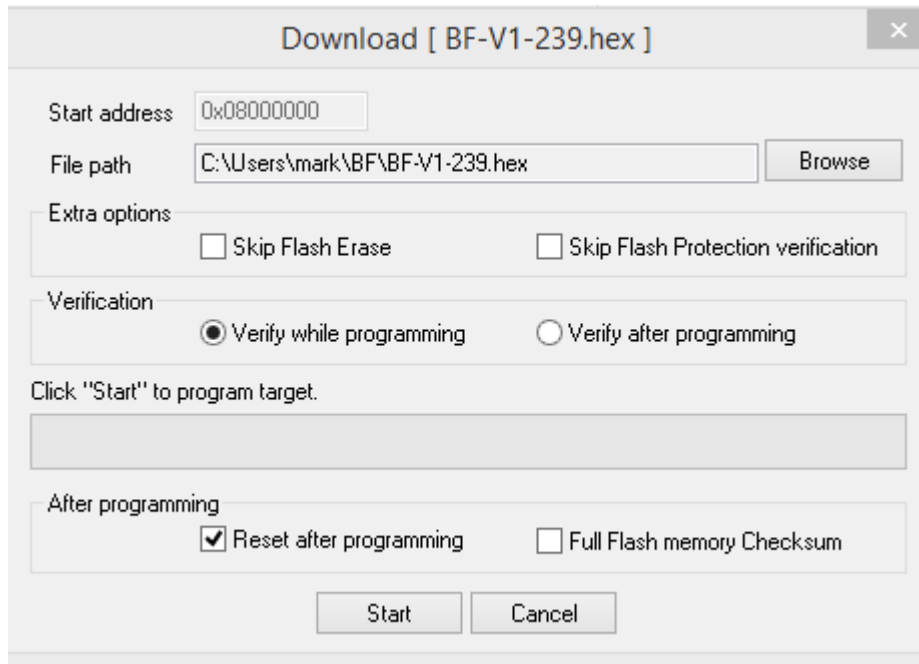 Download [ BF-V1-239.hex ]
Start address 0x08000000
File path C:\Users\mark\BF\BF-V1-239.hex Browse
Extra options
Skip Flash Erase Skip Flash Protection verification
Verification
Verify while programming Verify after programming
Click "Start" to program target.
After programming
Reset after programming Full Flash memory Checksum
Start Cancel